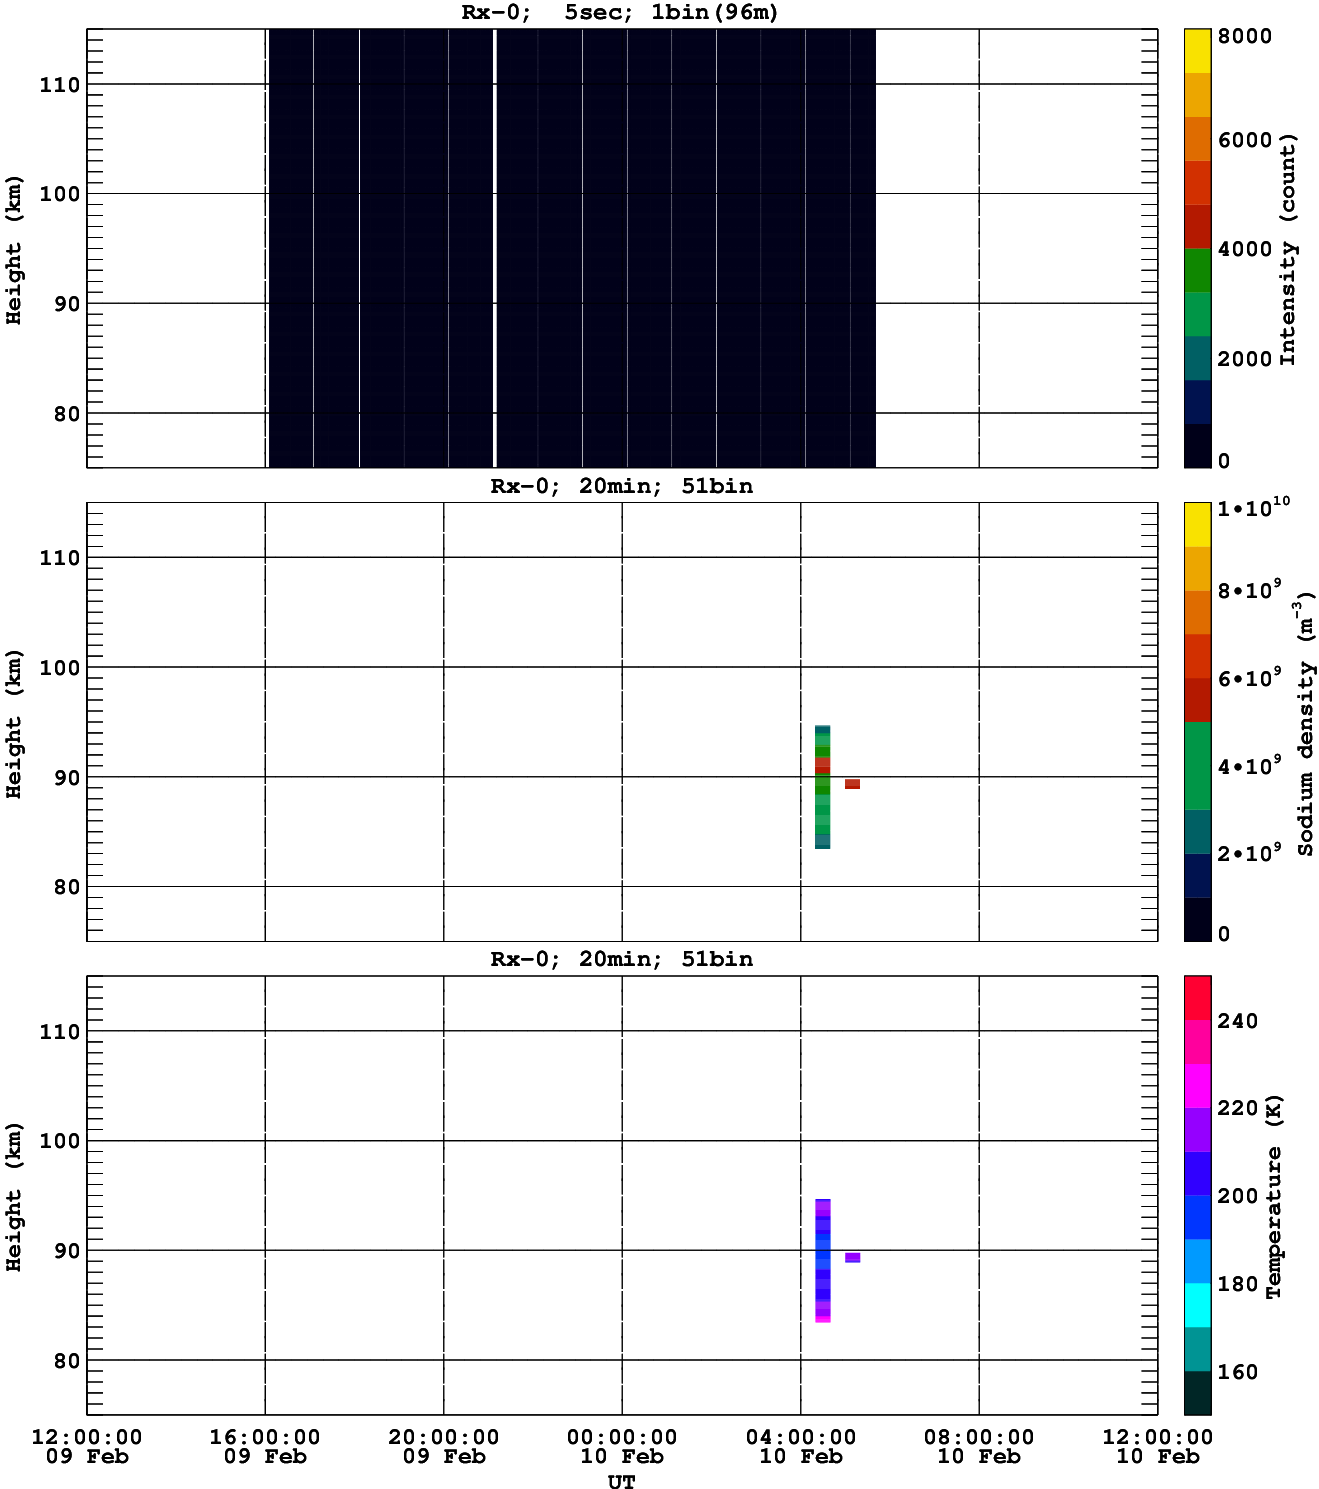 Rx-0;  5sec; 1bin(96m)
110
100
90
80
Height (km)
8000
6000
4000
2000
0
Intensity (count)
Rx-0; 20min; 51bin
110
100
90
80
Height (km)
1•10¹⁰
8•10⁹
6•10⁹
4•10⁹
2•10⁹
0
Sodium density (m⁻³)
Rx-0; 20min; 51bin
110
100
90
80
Height (km)
240
220
200
180
160
Temperature (K)
12:00:00 16:00:00 20:00:00 00:00:00 04:00:00 08:00:00 12:00:00
09 Feb 09 Feb 09 Feb 10 Feb 10 Feb 10 Feb 10 Feb
UT